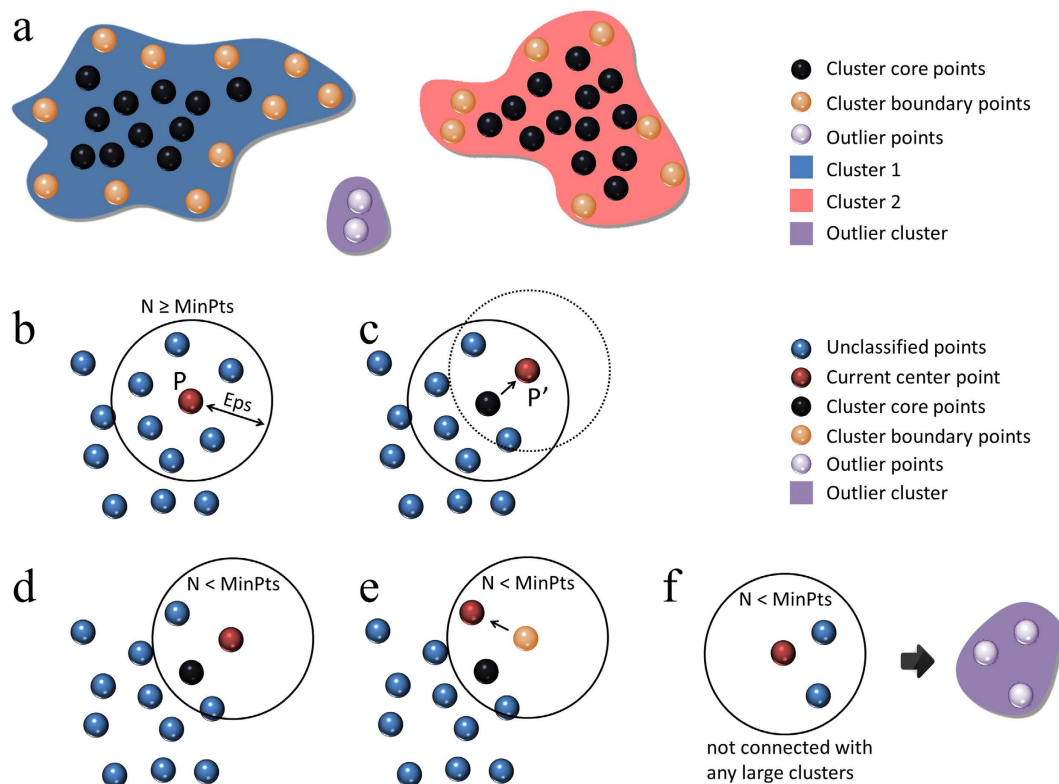 a
Cluster core points
Cluster boundary points
Outlier points
Cluster 1
Cluster 2
Outlier cluster
b
N ≥ MinPts
P
Eps
c
P'
Unclassified points
Current center point
Cluster core points
Cluster boundary points
Outlier points
Outlier cluster
d
N < MinPts
e
N < MinPts
f
N < MinPts
not connected with
any large clusters